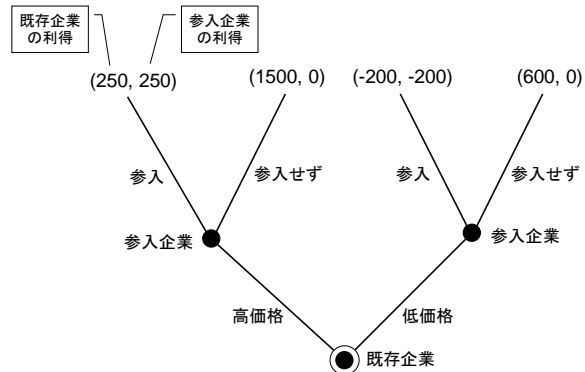 既存企業
の利得
参入企業
の利得
(250, 250)
(1500, 0)
(-200, -200)
(600, 0)
参入
参入せず
参入
参入せず
参入企業
参入企業
高価格
低価格
既存企業